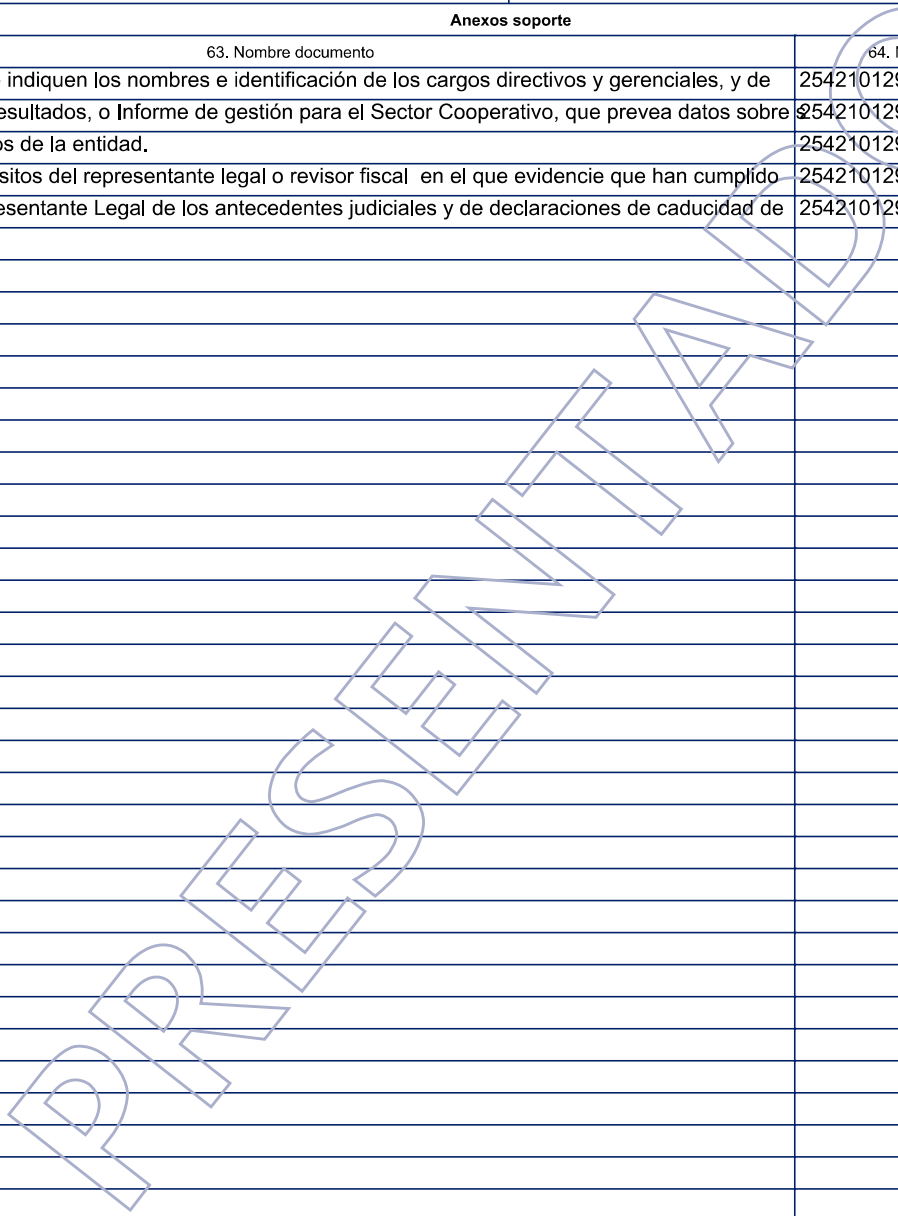 Anexos soporte
63. Nombre documento 64.
indiquen los nombres e identificación de los cargos directivos y gerenciales, y de 254210129
esultados, o Informe de gestión para el Sector Cooperativo, que prevea datos sobre s 254210129
os de la entidad. 254210129
sitos del representante legal o revisor fiscal en el que evidencie que han cumplido 254210129
esentante Legal de los antecedentes judiciales y de declaraciones de caducidad de 254210129
PRESENTADO